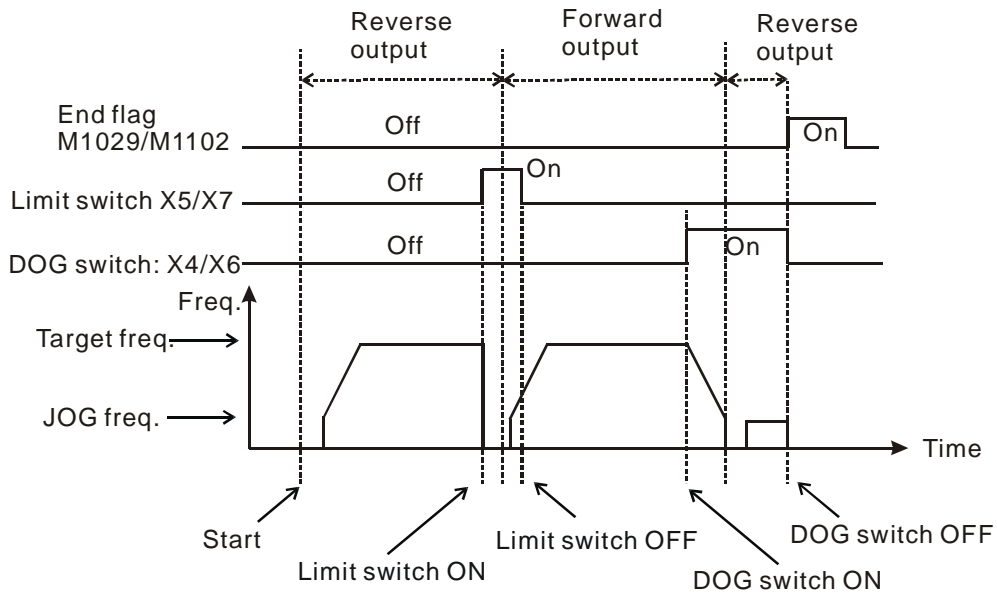 Reverse
output
Forward
output
Reverse
output
End flag
M1029/M1102
Off
On
Limit switch X5/X7
Off
On
DOG switch: X4/X6
Off
On
Freq.
Target freq.
JOG freq.
Time
Start
Limit switch ON
Limit switch OFF
DOG switch ON
DOG switch OFF